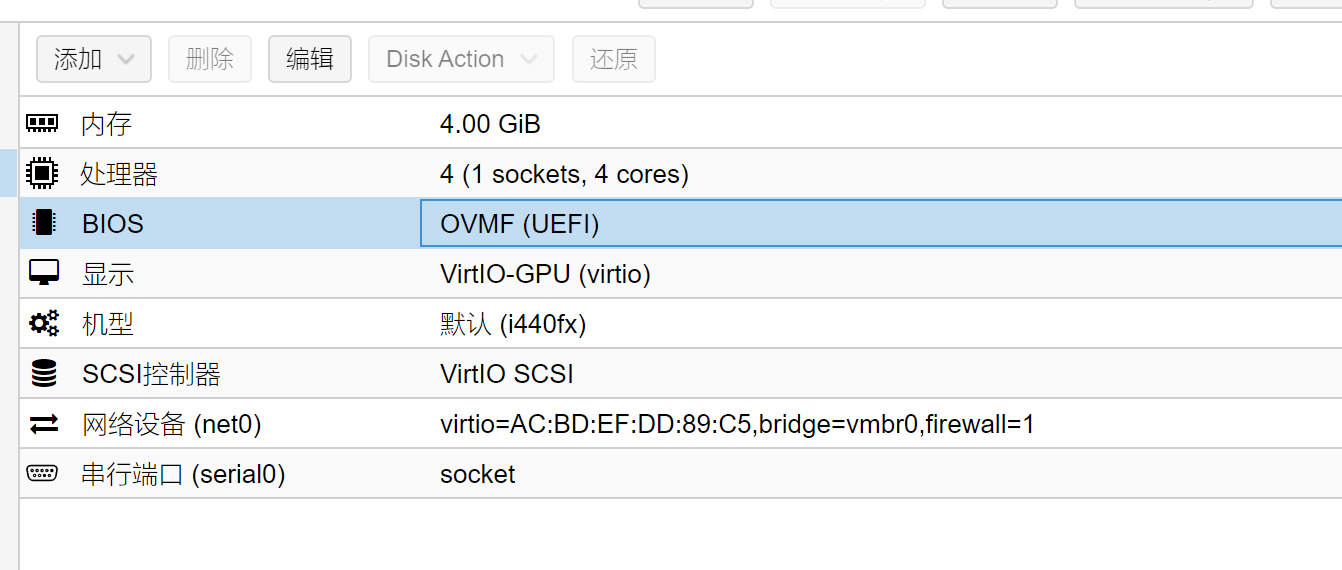 添加 删除 编辑 Disk Action 还原
内存 4.00 GiB
处理器 4 (1 sockets, 4 cores)
BIOS OVMF (UEFI)
显示 VirtIO-GPU (virtio)
机型 默认 (i440fx)
SCSI控制器 VirtIO SCSI
网络设备 (net0) virtio=AC:BD:EF:DD:89:C5,bridge=vmbr0,firewall=1
串行端口 (serial0) socket